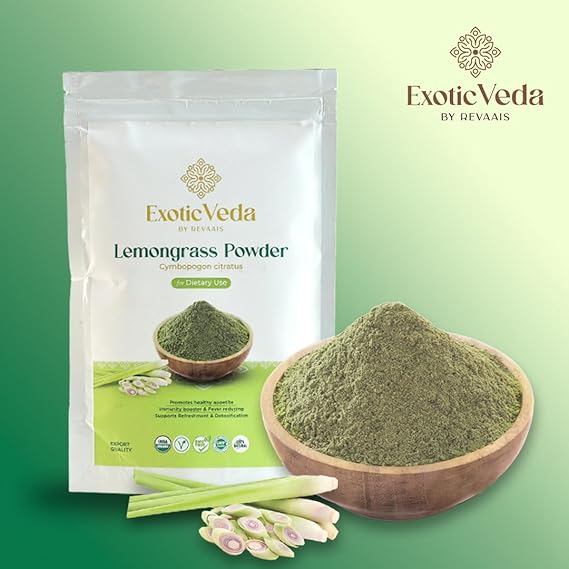 ExoticVeda
BY REVAAIS
ExoticVeda
BY REVAAIS
Lemongrass Powder
Cymbopogon citratus
for Dietary Use
Promotes healthy appetite
Immunity booster & Fever reducing
Supports Refreshment & Detoxification
EXPORT
QUALITY